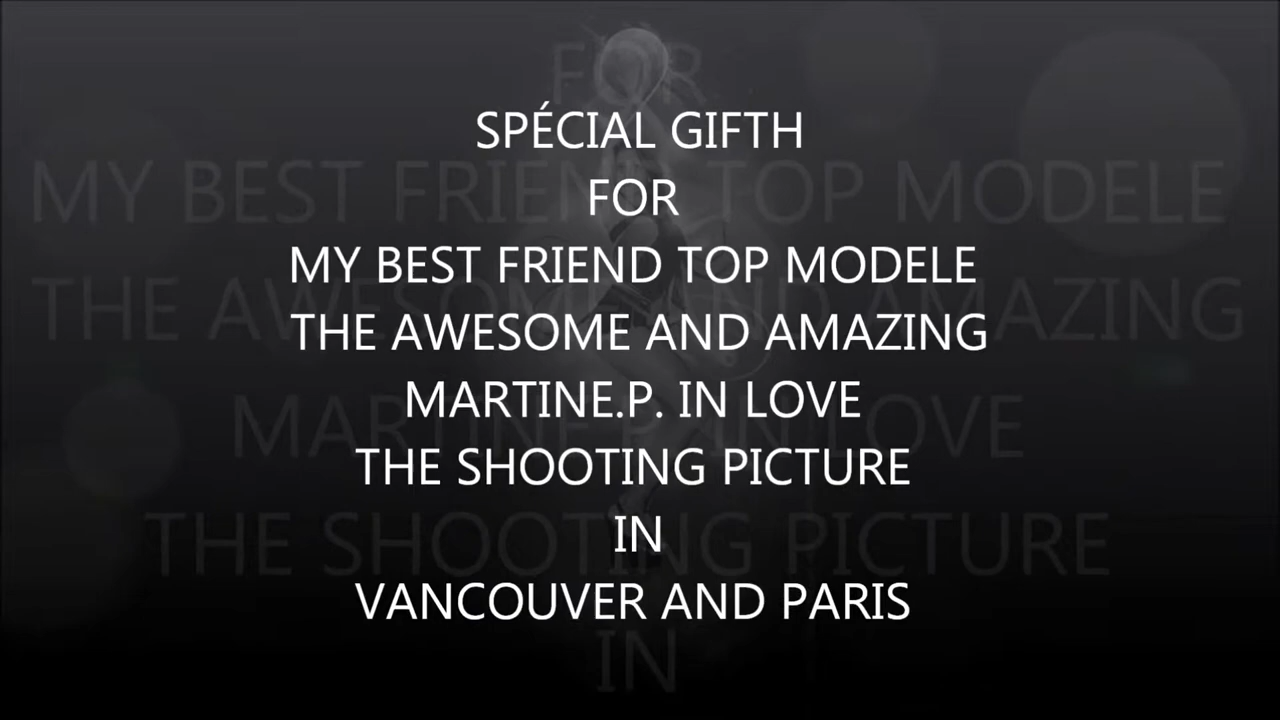 SPÉCIAL GIFTH
FOR
MY BEST FRIEND TOP MODELE
THE AWESOME AND AMAZING
MARTINE.P. IN LOVE
THE SHOOTING PICTURE
IN
VANCOUVER AND PARIS